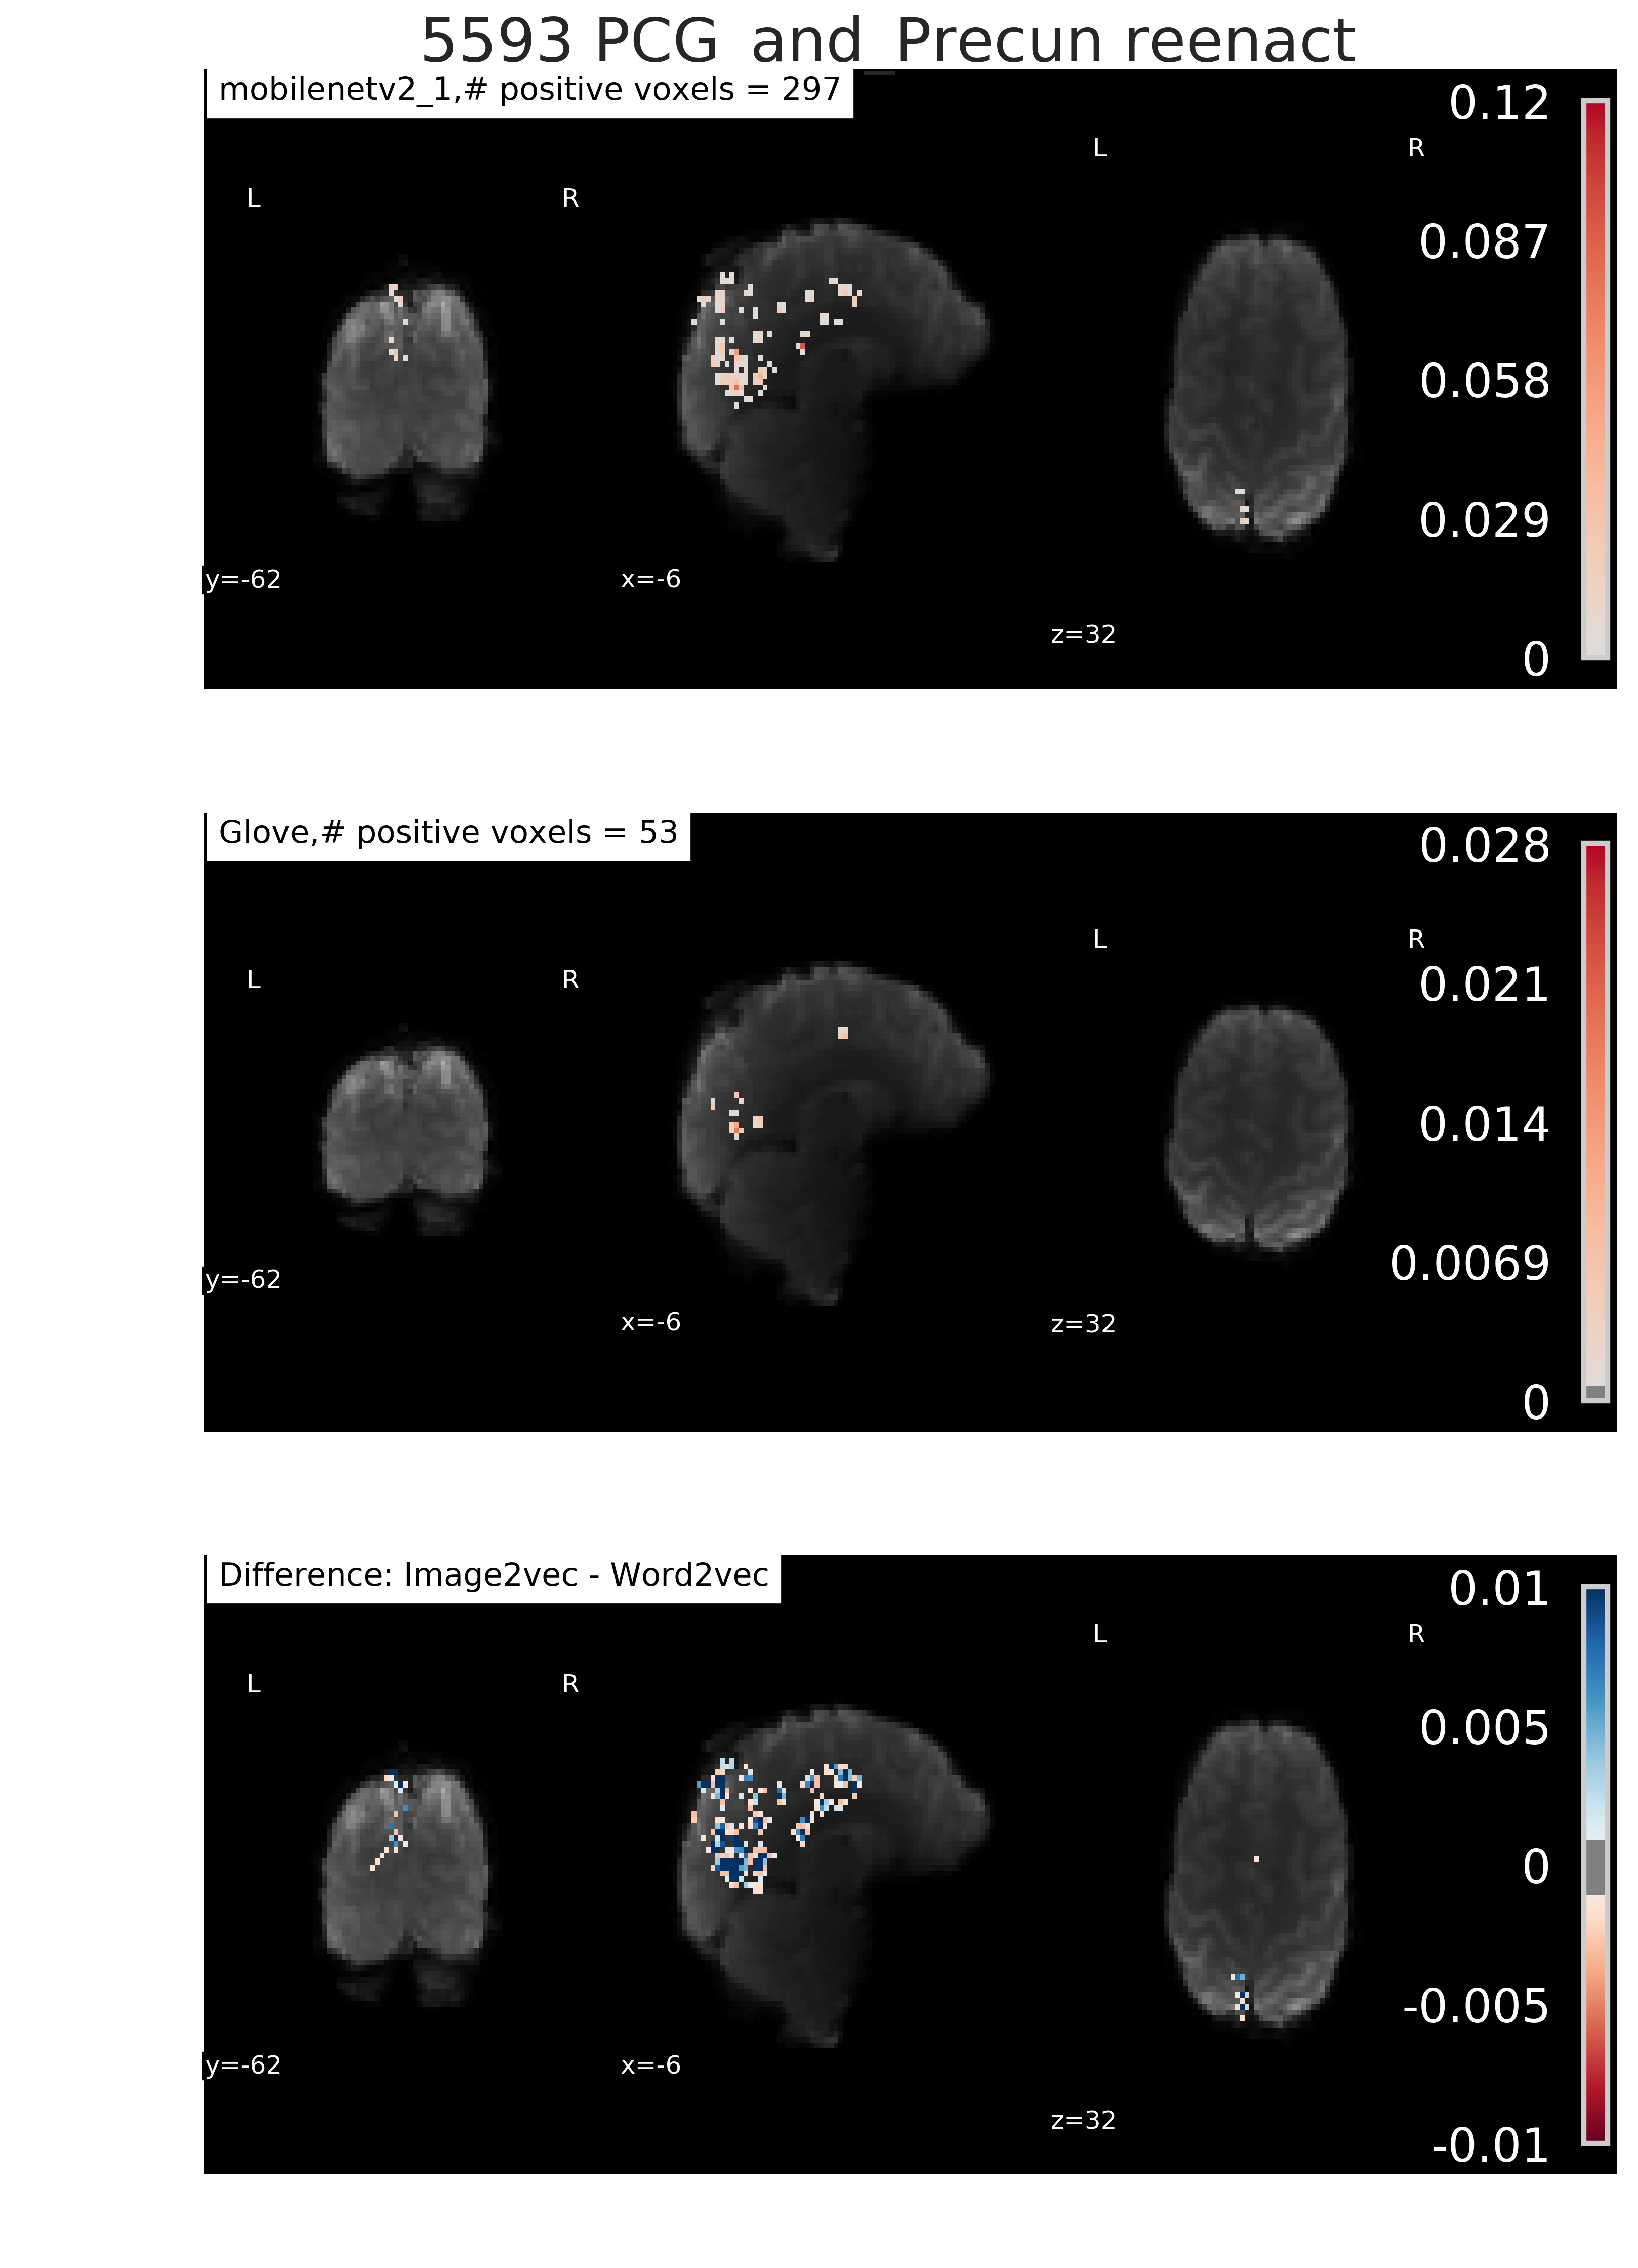 5593 PCG_and_Precun reenact
mobilenetv2_1,# positive voxels = 297
0.12
L R
L R
0.087
0.058
0.029
y=-62 x=-6
z=32
0
Glove,# positive voxels = 53
0.028
L R
L R
0.021
0.014
0.0069
y=-62
x=-6 z=32
0
Difference: Image2vec - Word2vec
0.01
L R
L R
0.005
0
-0.005
y=-62 x=-6
z=32
-0.01